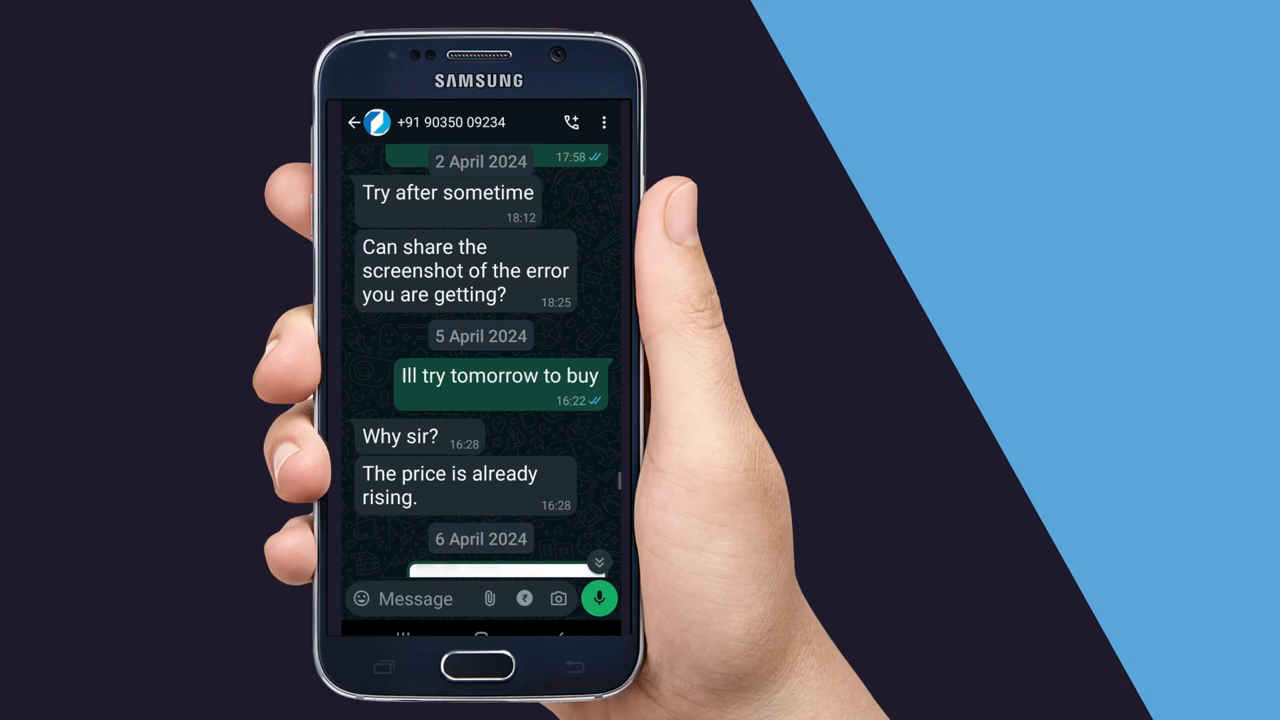 SAMSUNG
+91 90350 09234
17:58
2 April 2024
Try after sometime
18:12
Can share the
screenshot of the error
you are getting?
18:25
5 April 2024
Ill try tomorrow to buy
16:22
Why sir?
16:28
The price is already
rising.
16:28
6 April 2024
Message